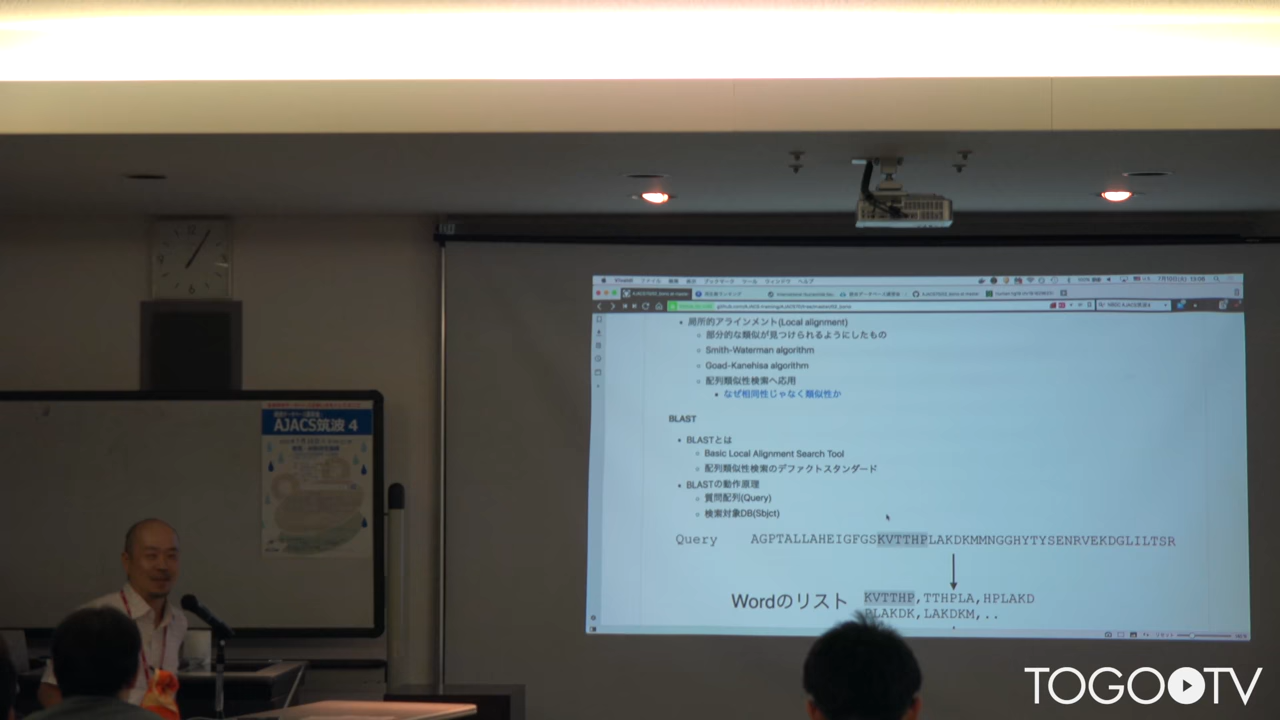 局所的アラインメント(Local alignment)
部分的な類似が見つけられるようにしたもの
Smith-Waterman algorithm
Goad-Kanehisa algorithm
配列類似性検索へ応用
なぜ相同性じゃなく類似性か
BLAST
BLASTとは
Basic Local Alignment Search Tool
配列類似性検索のデファクトスタンダード
BLASTの動作原理
質問配列(Query)
検索対象DB(Sbjct)
Query AGPTALLAHEIGFGSKVTTHPLAKDKMMNGGHYTYSENRVEKDGLILTSR
Wordのリスト KVTTHP,TTHPLA,HPLAKD
PLAKDK,LAKDKM,..
AJACS筑波4
TOGOTV